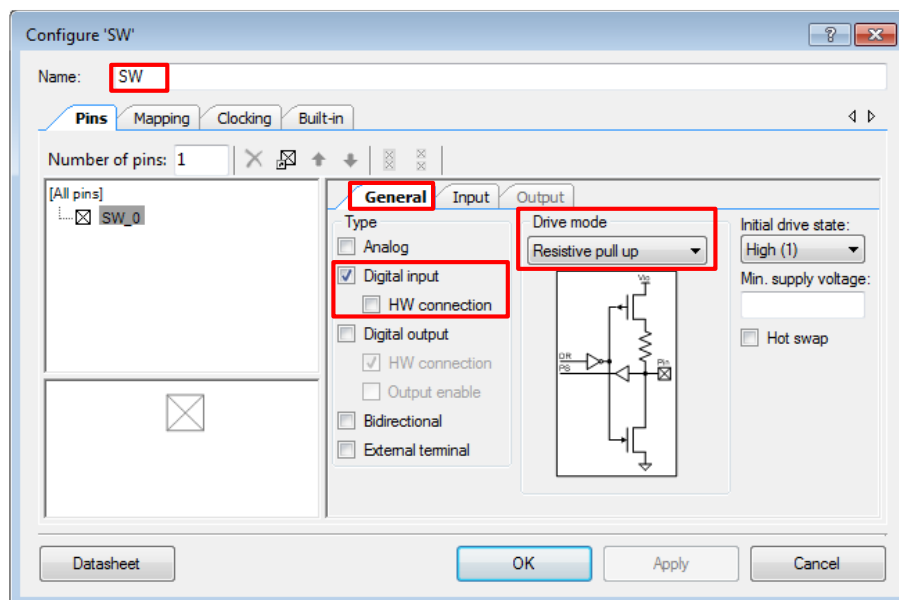 Configure 'SW'
Name: SW
Pins Mapping Clocking Built-in
Number of pins: 1
[All pins]
SW_0
General Input Output
Type
Analog
Digital input
HW connection
Digital output
HW connection
Output enable
Bidirectional
External terminal
Drive mode
Resistive pull up
Vio
DR
PS
Pin
Initial drive state:
High (1)
Min. supply voltage:
Hot swap
Datasheet OK Apply Cancel